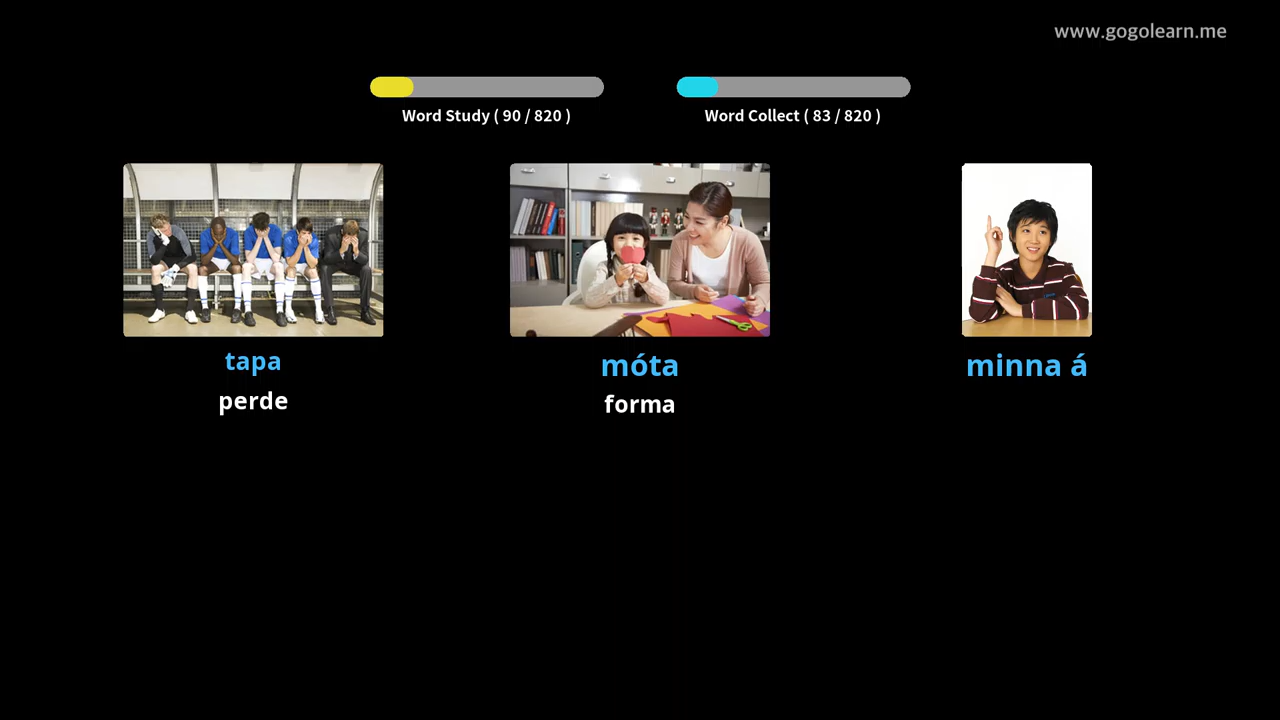 www.gogolearn.me
Word Study ( 90 / 820 )
Word Collect ( 83 / 820 )
tapa
móta
minna á
perde
forma